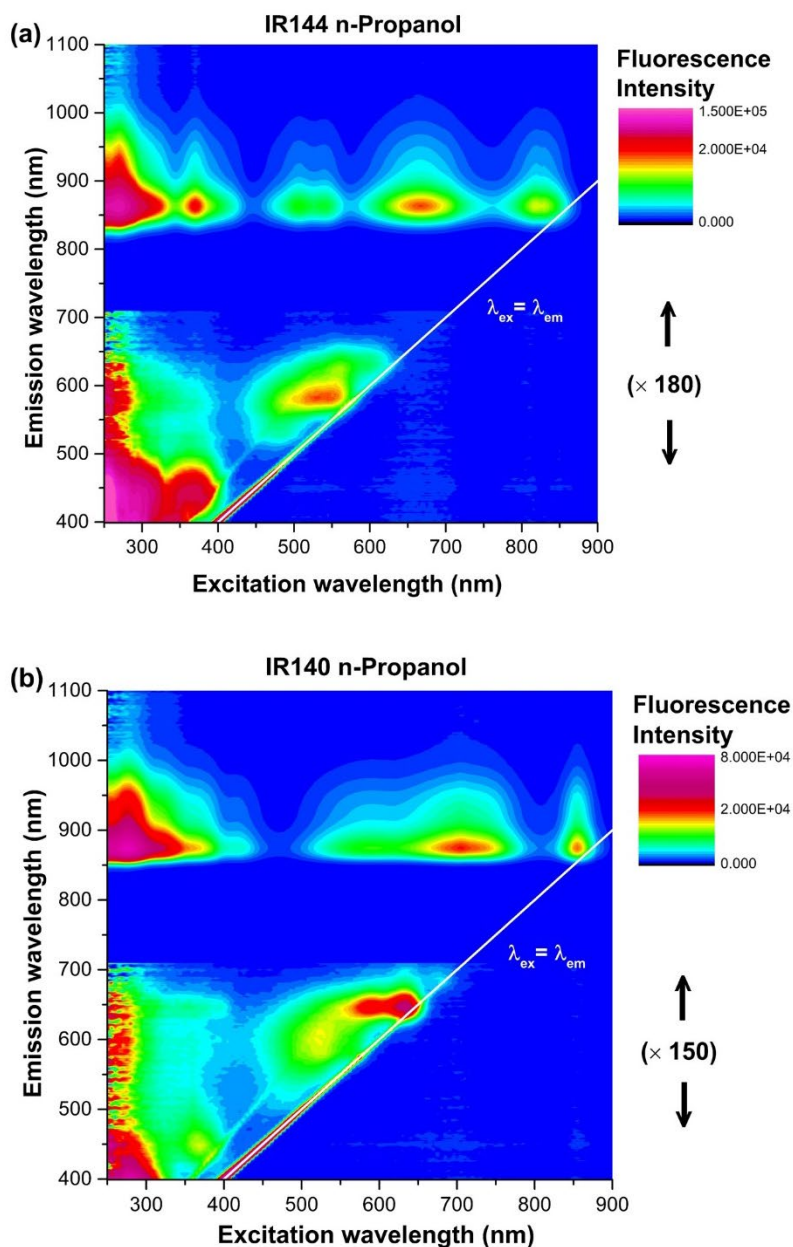 (a)
IR144 n-Propanol
1100
1000
900
800
700
600
500
400
Emission wavelength (nm)
300 400 500 600 700 800 900
Excitation wavelength (nm)
λex= λem
Fluorescence
Intensity
1.500E+05
2.000E+04
0.000
(× 180)
(b)
IR140 n-Propanol
1100
1000
900
800
700
600
500
400
Emission wavelength (nm)
300 400 500 600 700 800 900
Excitation wavelength (nm)
λex= λem
Fluorescence
Intensity
8.000E+04
2.000E+04
0.000
(× 150)